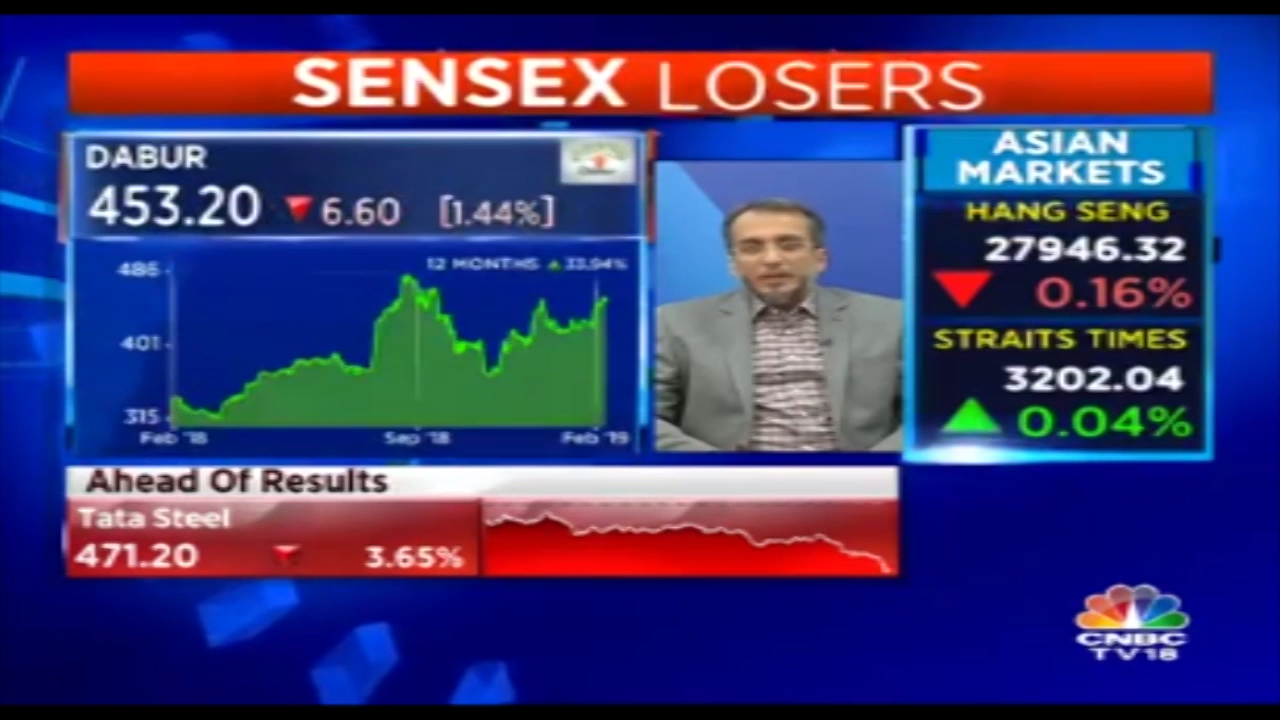 SENSEX LOSERS
DABUR
453.20 ▼ 6.60 [1.44%]
12 MONTHS ▲ 33.94%
486
401
315
Feb '18 Sep '18 Feb '19
ASIAN
MARKETS
HANG SENG
27946.32
▼ 0.16%
STRAITS TIMES
3202.04
▲ 0.04%
Ahead Of Results
Tata Steel
471.20 ▼ 3.65%
CNBC
TV18